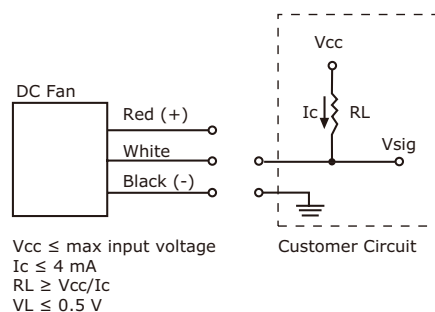 Vcc
DC Fan
Red (+)
Ic
RL
White
Vsig
Black (-)
Vcc ≤ max input voltage
Customer Circuit
Ic ≤ 4 mA
RL ≥ Vcc/Ic
VL ≤ 0.5 V